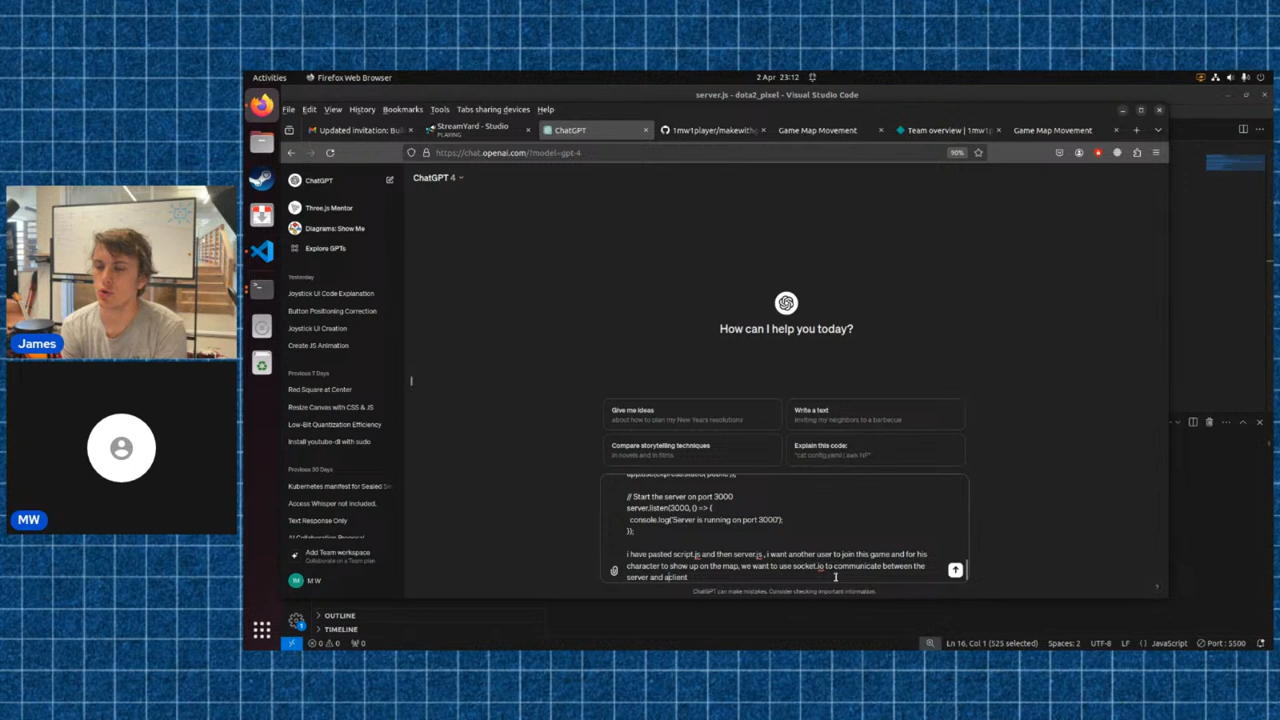 Activities
Firefox Web Browser
2 Apr 23:12
server.js - dota2_pixel - Visual Studio Code
File Edit View History Bookmarks Tools Tabs sharing devices Help
Updated invitation: Buil
StreamYard - Studio
PLAYING
ChatGPT
1mw1player/makewith
Game Map Movement
Team overview | 1mw1
Game Map Movement
https://chat.openai.com/?model=gpt-4
90%
ChatGPT
ChatGPT 4
Three.js Mentor
Diagrams: Show Me
Explore GPTs
Yesterday
Joystick UI Code Explanation
Button Positioning Correction
Joystick UI Creation
Create JS Animation
Previous 7 Days
Red Square at Center
Resize Canvas with CSS & JS
Low-Bit Quantization Efficiency
Install youtube-dl with sudo
Previous 30 Days
Kubernetes manifest for Sealed Se
Access Whisper not included.
Text Response Only
Add Team workspace
Collaborate on a Team plan
M W
How can I help you today?
Give me ideas
about how to plan my New Years resolutions
Write a text
inviting my neighbors to a barbecue
Compare storytelling techniques
in novels and in films
Explain this code:
"cat config.yaml | awk NF"
// Start the server on port 3000
server.listen(3000, () => {
console.log('Server is running on port 3000');
});
i have pasted script.js and then server.js , i want another user to join this game and for his
character to show up on the map, we want to use socket.io to communicate between the
server and aclient
ChatGPT can make mistakes. Consider checking important information.
James
MW
OUTLINE
TIMELINE
0 0 0
Ln 16, Col 1 (525 selected) Spaces: 2 UTF-8 LF JavaScript Port : 5500